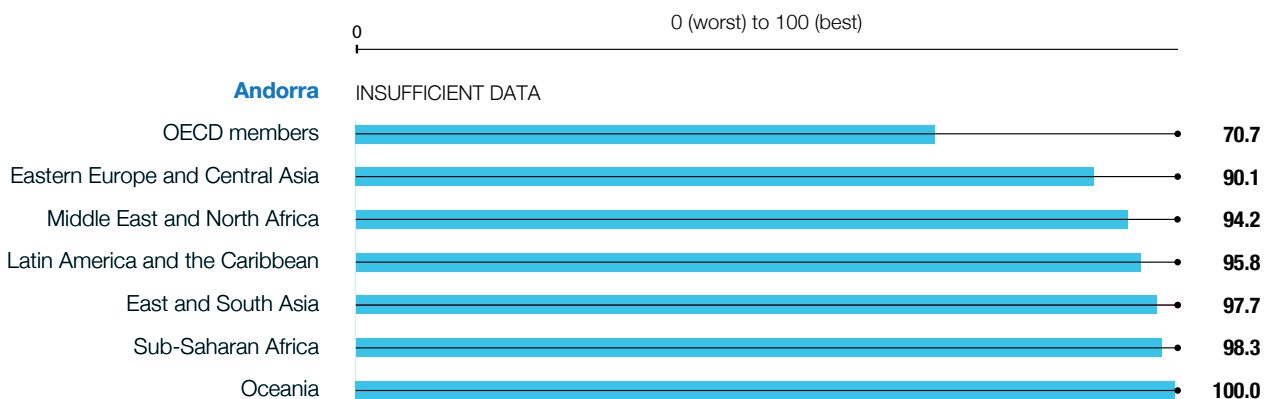 0 (worst) to 100 (best)
0
Andorra INSUFFICIENT DATA
OECD members 70.7
Eastern Europe and Central Asia 90.1
Middle East and North Africa 94.2
Latin America and the Caribbean 95.8
East and South Asia 97.7
Sub-Saharan Africa 98.3
Oceania 100.0